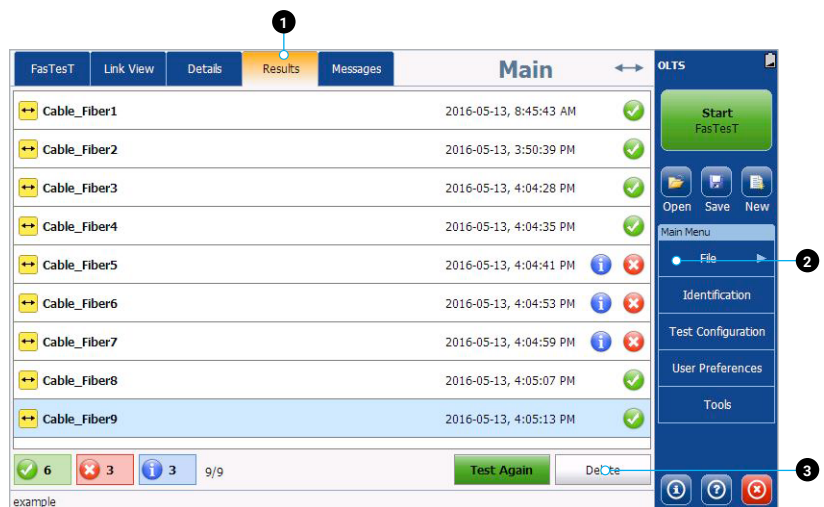 1
FasTesT Link View Details Results Messages Main OLTS
Cable_Fiber1 2016-05-13, 8:45:43 AM
Start
FasTesT
Cable_Fiber2 2016-05-13, 3:50:39 PM
Cable_Fiber3 2016-05-13, 4:04:28 PM
Open Save New
Cable_Fiber4 2016-05-13, 4:04:35 PM
Main Menu
Cable_Fiber5 2016-05-13, 4:04:41 PM
File 2
Cable_Fiber6 2016-05-13, 4:04:53 PM
Identification
Cable_Fiber7 2016-05-13, 4:04:59 PM
Test Configuration
Cable_Fiber8 2016-05-13, 4:05:07 PM
User Preferences
Cable_Fiber9 2016-05-13, 4:05:13 PM
Tools
6 3 3 9/9 Test Again Delete 3
example